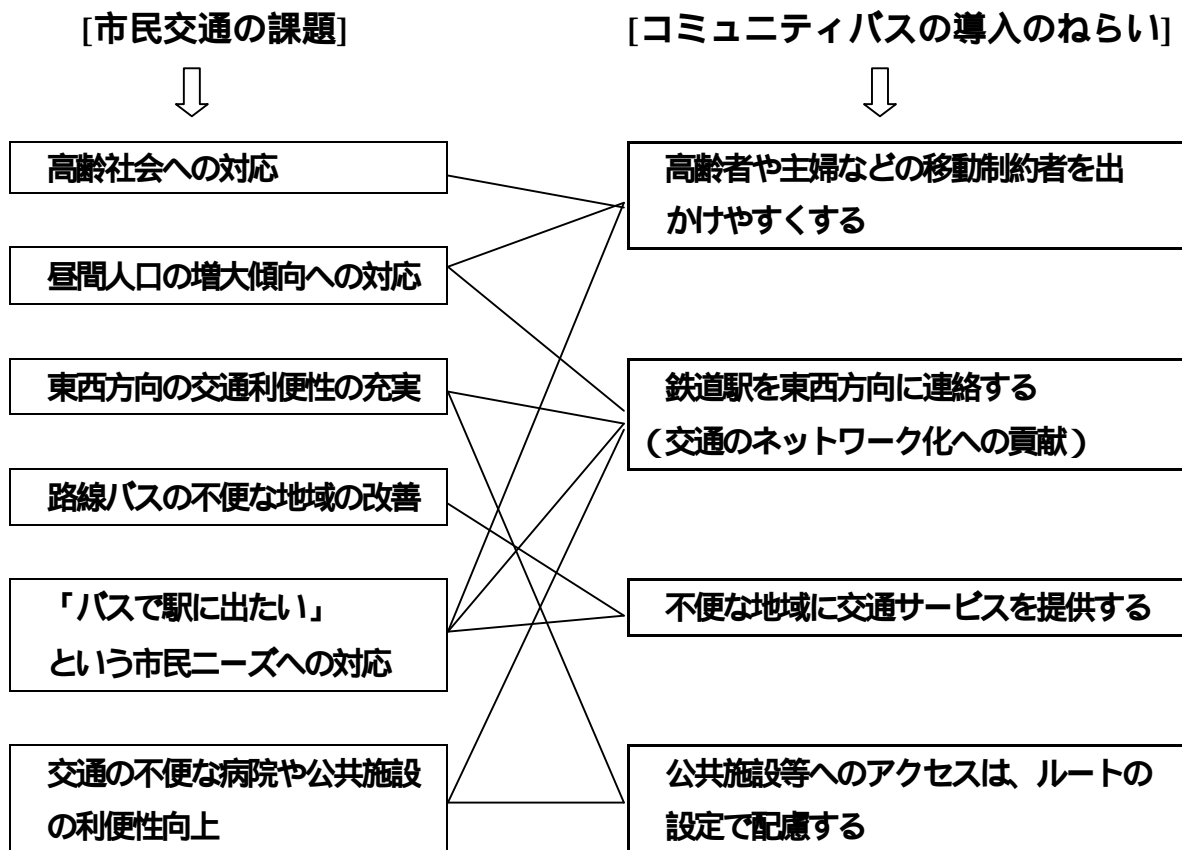 [市民交通の課題]
[コミュニティバスの導入のねらい]
高齢社会への対応
昼間人口の増大傾向への対応
東西方向の交通利便性の充実
路線バスの不便な地域の改善
「バスで駅に出たい」
という市民ニーズへの対応
交通の不便な病院や公共施設
の利便性向上
高齢者や主婦などの移動制約者を出
かけやすくする
鉄道駅を東西方向に連絡する
(交通のネットワーク化への貢献)
不便な地域に交通サービスを提供する
公共施設等へのアクセスは、ルートの
設定で配慮する